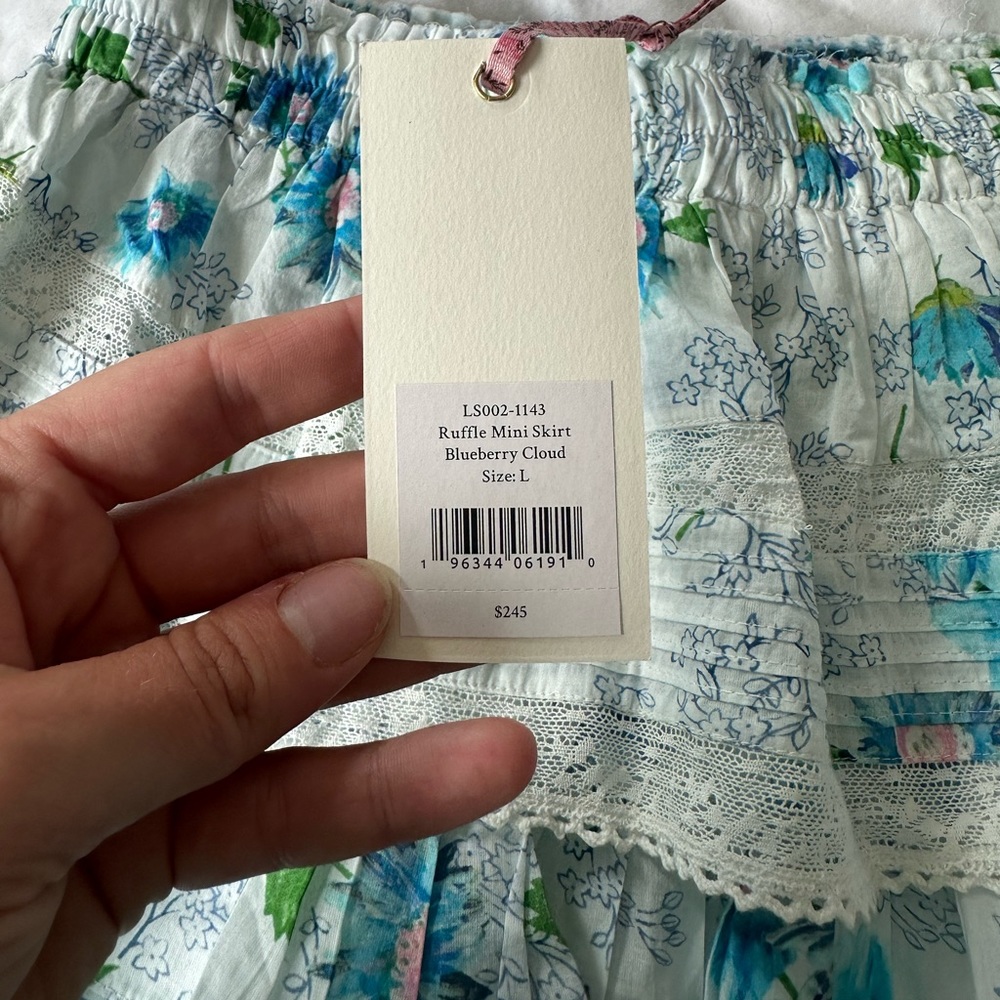 LS002-1143
Ruffle Mini Skirt
Blueberry Cloud
Size: L
1 96344 06191 0
$245